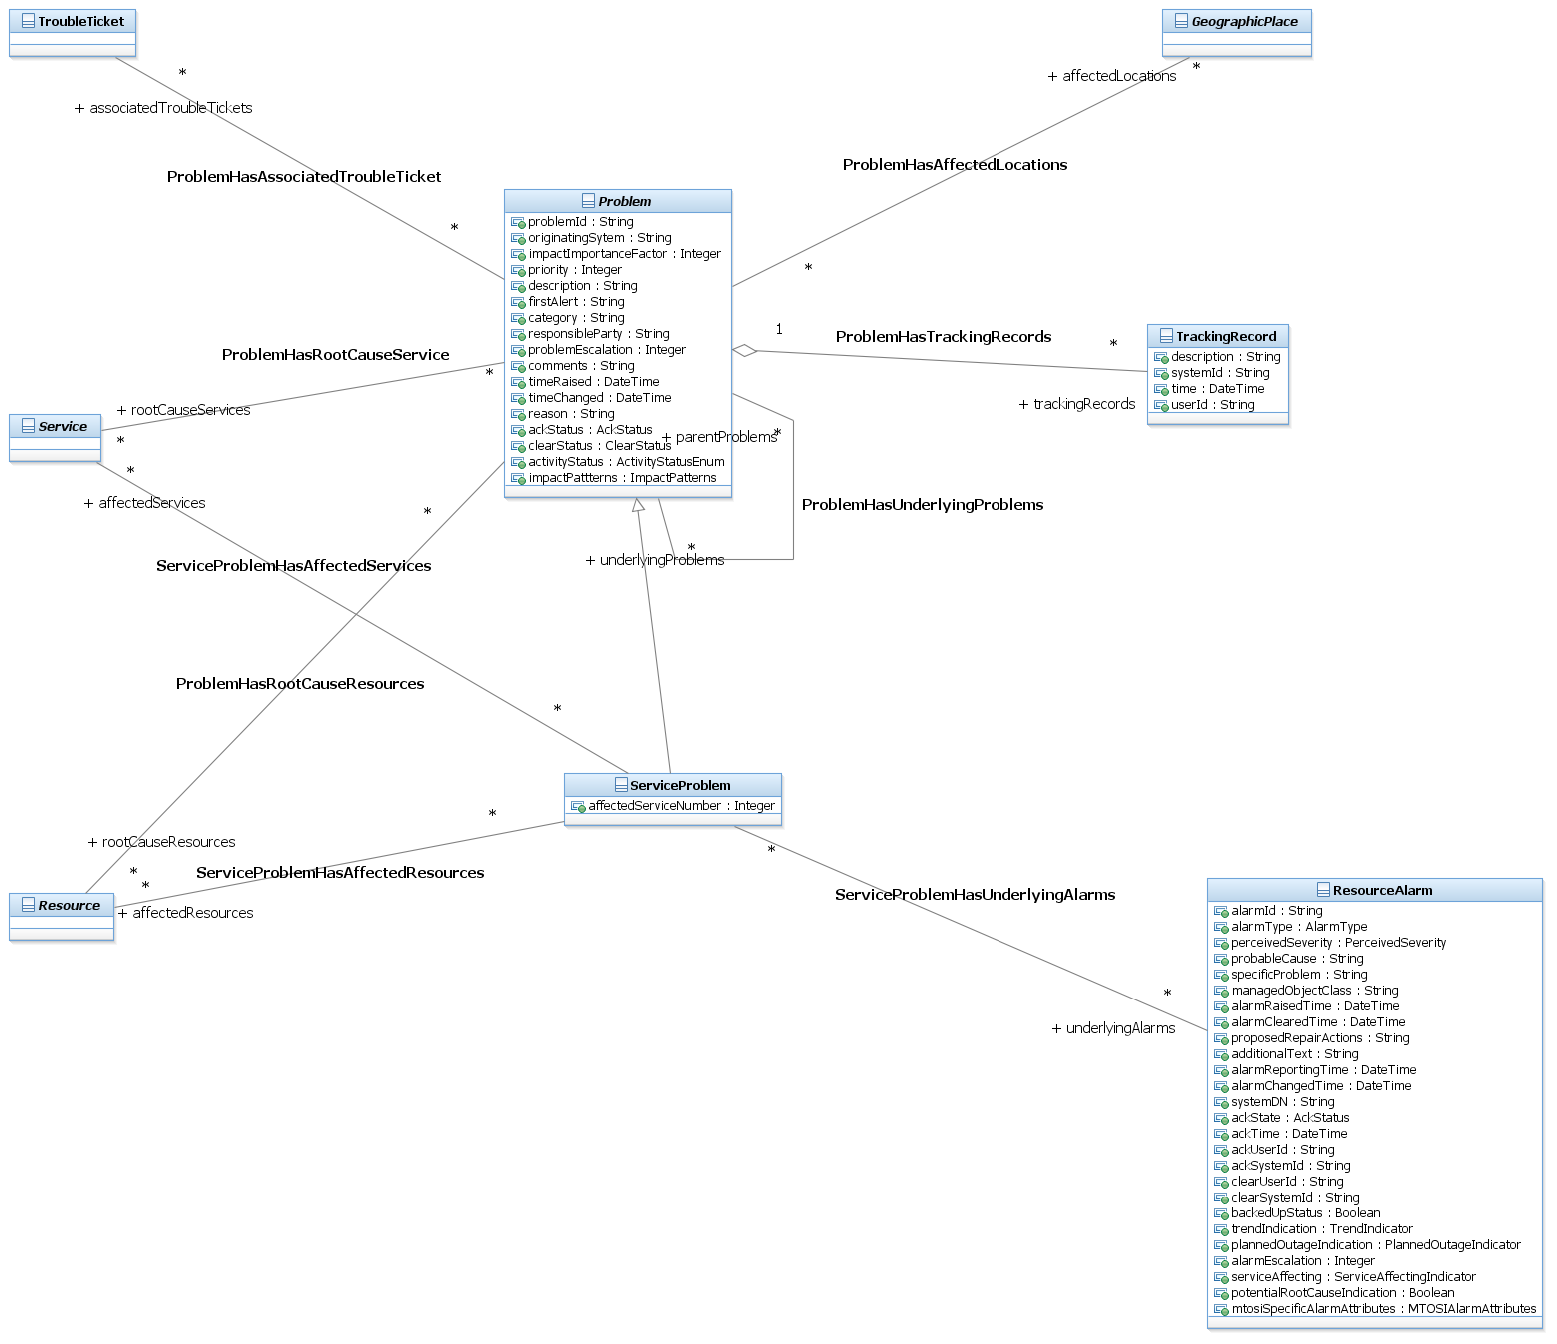 TroubleTicket
GeographicPlace
*
+ associatedTroubleTickets
+ affectedLocations
*
ProblemHasAssociatedTroubleTicket
ProblemHasAffectedLocations
*
*
Problem
problemId : String
originatingSytem : String
impactImportanceFactor : Integer
priority : Integer
description : String
firstAlert : String
category : String
responsibleParty : String
problemEscalation : Integer
comments : String
timeRaised : DateTime
timeChanged : DateTime
reason : String
ackStatus : AckStatus
clearStatus : ClearStatus
activityStatus : ActivityStatusEnum
impactPattterns : ImpactPatterns
1
ProblemHasTrackingRecords
*
+ trackingRecords
TrackingRecord
description : String
systemId : String
time : DateTime
userId : String
ProblemHasRootCauseService
*
+ rootCauseServices
*
Service
*
+ affectedServices
+ parentProblems
*
ProblemHasUnderlyingProblems
*
+ underlyingProblems
*
ServiceProblemHasAffectedServices
ProblemHasRootCauseResources
*
ServiceProblem
affectedServiceNumber : Integer
*
+ rootCauseResources
*
ServiceProblemHasAffectedResources
*
+ affectedResources
Resource
*
ServiceProblemHasUnderlyingAlarms
*
+ underlyingAlarms
ResourceAlarm
alarmId : String
alarmType : AlarmType
perceivedSeverity : PerceivedSeverity
probableCause : String
specificProblem : String
managedObjectClass : String
alarmRaisedTime : DateTime
alarmClearedTime : DateTime
proposedRepairActions : String
additionalText : String
alarmReportingTime : DateTime
alarmChangedTime : DateTime
systemDN : String
ackState : AckStatus
ackTime : DateTime
ackUserId : String
ackSystemId : String
clearUserId : String
clearSystemId : String
backedUpStatus : Boolean
trendIndication : TrendIndicator
plannedOutageIndication : PlannedOutageIndicator
alarmEscalation : Integer
serviceAffecting : ServiceAffectingIndicator
potentialRootCauseIndication : Boolean
mtosiSpecificAlarmAttributes : MTOSIAlarmAttributes